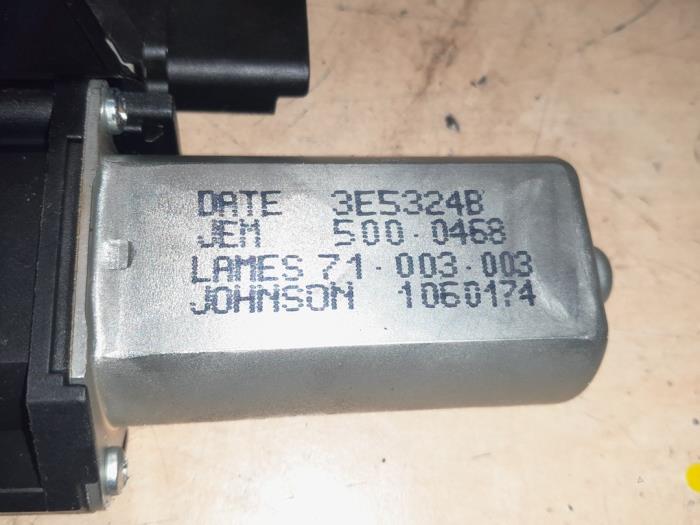 DATE 3E5324B
JEM 500-0468
LAMES 71-003-003
JOHNSON 1060174